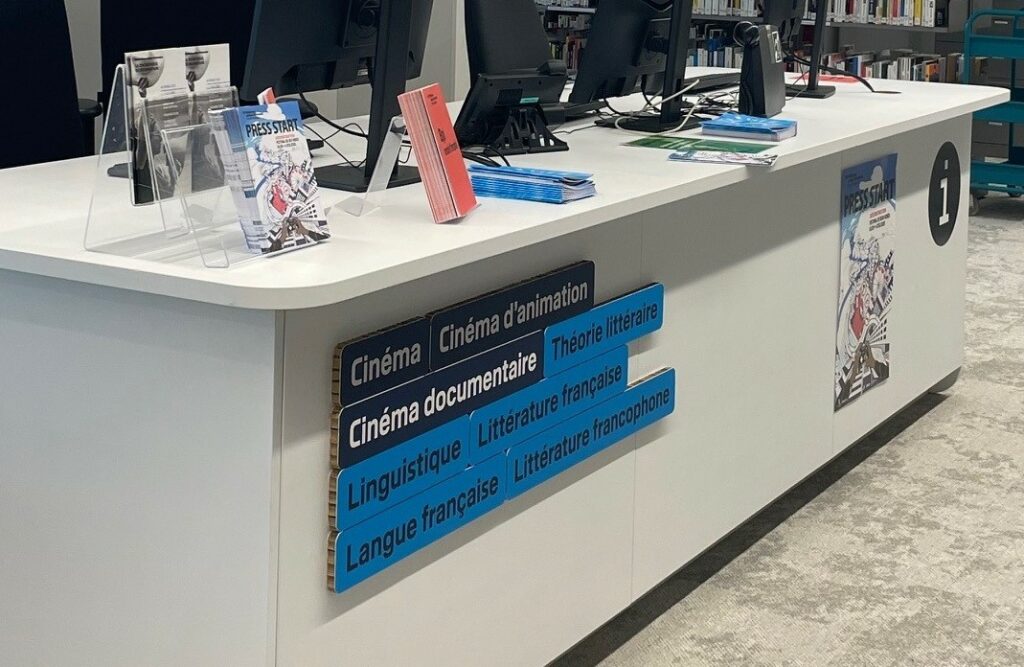 PRESS START
PRESS START
i
Cinéma
Cinéma d'animation
Cinéma documentaire
Théorie littéraire
Linguistique
Littérature française
Langue française
Littérature francophone